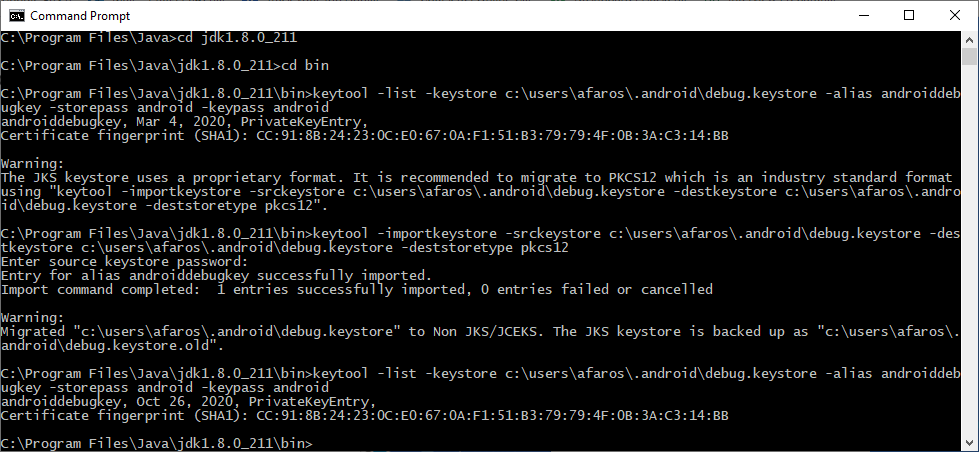 Command Prompt
C:\Program Files\Java>cd jdk1.8.0_211
C:\Program Files\Java\jdk1.8.0_211>cd bin
C:\Program Files\Java\jdk1.8.0_211\bin>keytool -list -keystore c:\users\afaros\.android\debug.keystore -alias androiddeb
ugkey -storepass android -keypass android
androiddebugkey, Mar 4, 2020, PrivateKeyEntry,
Certificate fingerprint (SHA1): CC:91:8B:24:23:0C:E0:67:0A:F1:51:B3:79:79:4F:0B:3A:C3:14:BB
Warning:
The JKS keystore uses a proprietary format. It is recommended to migrate to PKCS12 which is an industry standard format
using "keytool -importkeystore -srckeystore c:\users\afaros\.android\debug.keystore -destkeystore c:\users\afaros\.andro
id\debug.keystore -deststoretype pkcs12".
C:\Program Files\Java\jdk1.8.0_211\bin>keytool -importkeystore -srckeystore c:\users\afaros\.android\debug.keystore -des
tkeystore c:\users\afaros\.android\debug.keystore -deststoretype pkcs12
Enter source keystore password:
Entry for alias androiddebugkey successfully imported.
Import command completed:  1 entries successfully imported, 0 entries failed or cancelled
Warning:
Migrated "c:\users\afaros\.android\debug.keystore" to Non JKS/JCEKS. The JKS keystore is backed up as "c:\users\afaros\.
android\debug.keystore.old".
C:\Program Files\Java\jdk1.8.0_211\bin>keytool -list -keystore c:\users\afaros\.android\debug.keystore -alias androiddeb
ugkey -storepass android -keypass android
androiddebugkey, Oct 26, 2020, PrivateKeyEntry,
Certificate fingerprint (SHA1): CC:91:8B:24:23:0C:E0:67:0A:F1:51:B3:79:79:4F:0B:3A:C3:14:BB
C:\Program Files\Java\jdk1.8.0_211\bin>